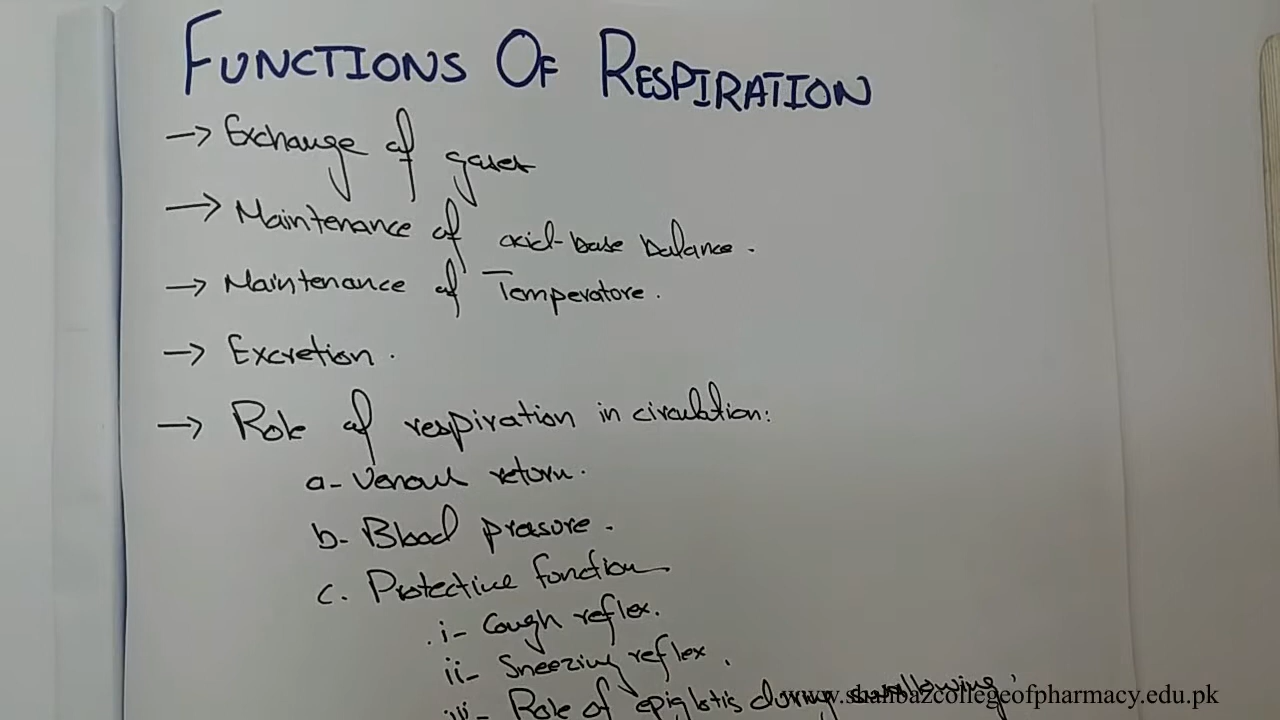 FUNCTIONS OF RESPIRATION
→ Exchange of gases
→ Maintenance of acid-base balance.
→ Maintenance of Temperature.
→ Excretion.
→ Role of respiration in circulation:
a- Venous return.
b- Blood pressure.
c. Protective function
i- Cough reflex.
ii- Sneezing reflex.
iii- Role of epiglotis during swallowing.
www.shahbazcollegeofpharmacy.edu.pk